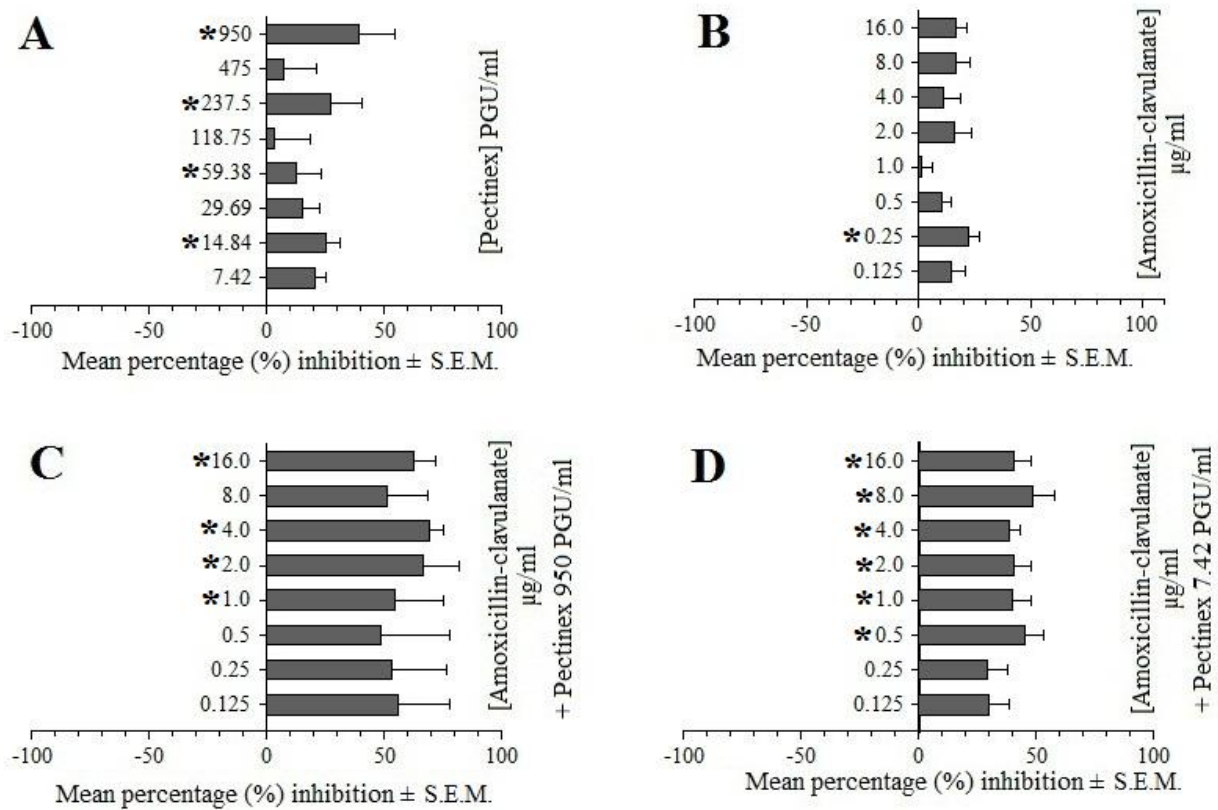 A
*950
475
*237.5
118.75
*59.38
29.69
*14.84
7.42
[Pectinex] PGU/ml
-100 -50 0 50 100
Mean percentage (%) inhibition ± S.E.M.
B
16.0
8.0
4.0
2.0
1.0
0.5
*0.25
0.125
[Amoxicillin-clavulanate]
µg/ml
-100 -50 0 50 100
Mean percentage (%) inhibition ± S.E.M.
C
*16.0
8.0
*4.0
*2.0
*1.0
0.5
0.25
0.125
[Amoxicillin-clavulanate]
µg/ml
+ Pectinex 950 PGU/ml
-100 -50 0 50 100
Mean percentage (%) inhibition ± S.E.M.
D
*16.0
*8.0
*4.0
*2.0
*1.0
*0.5
0.25
0.125
[Amoxicillin-clavulanate]
µg/ml
+ Pectinex 7.42 PGU/ml
-100 -50 0 50 100
Mean percentage (%) inhibition ± S.E.M.